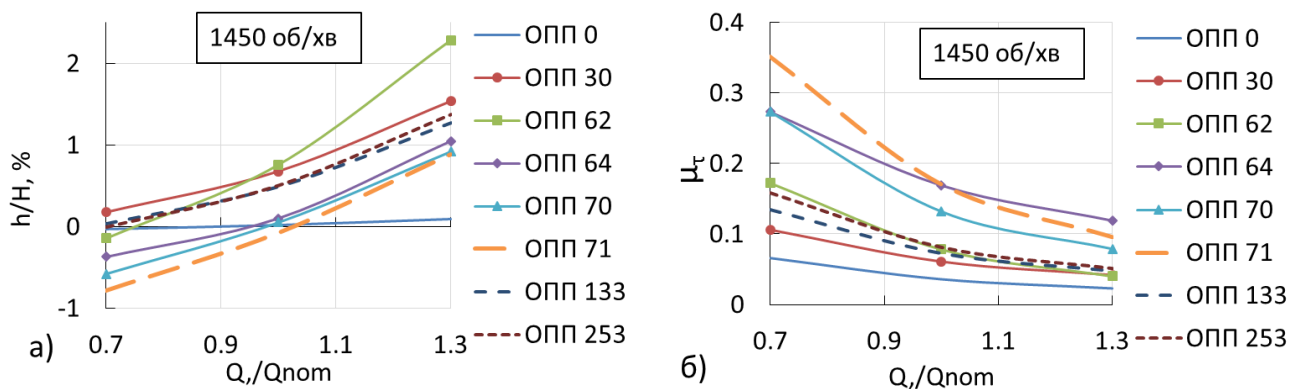 1450 об/хв
h/H, %
2
1
0
-1
0.7 0.9 1.1 1.3
Q,/Qnom
а)
ОПП 0
ОПП 30
ОПП 62
ОПП 64
ОПП 70
ОПП 71
ОПП 133
ОПП 253
1450 об/хв
μτ
0.4
0.3
0.2
0.1
0
0.7 0.9 1.1 1.3
Q,/Qnom
б)
ОПП 0
ОПП 30
ОПП 62
ОПП 64
ОПП 70
ОПП 71
ОПП 133
ОПП 253